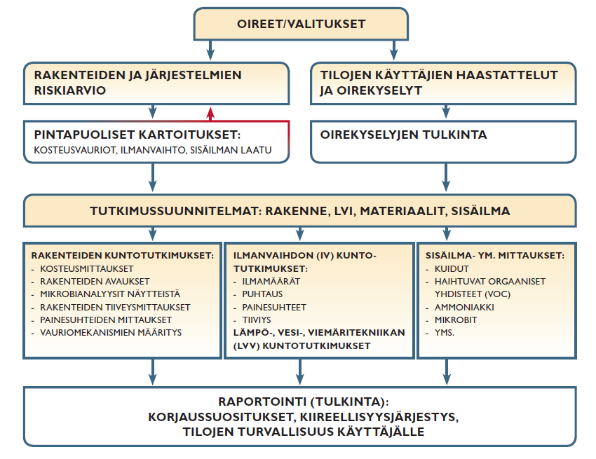 OIREET/VALITUKSET
RAKENTEIDEN JA JÄRJESTELMIEN
RISKIARVIO
TILOJEN KÄYTTÄJIEN HAASTATTELUT
JA OIREKYSELYT
PINTAPUOLISET KARTOITUKSET:
KOSTEUSVAURIOT, ILMANVAIHTO, SISÄILMAN LAATU
OIREKYSELYJEN TULKINTA
TUTKIMUSSUUNNITELMAT: RAKENNE, LVI, MATERIAALIT, SISÄILMA
RAKENTEIDEN KUNTOTUTKIMUKSET:
- KOSTEUSMITTAUKSET
- RAKENTEIDEN AVAUKSET
- MIKROBIANALYYSIT NÄYTTEISTÄ
- RAKENTEIDEN TIIVEYSMITTAUKSET
- PAINESUHTEIDEN MITTAUKSET
- VAURIOMEKANISMIEN MÄÄRITYS
ILMANVAIHDON (IV) KUNTO-
TUTKIMUKSET:
- ILMAMÄÄRÄT
- PUHTAUS
- PAINESUHTEET
- TIIVIYS
LÄMPÖ-, VESI-, VIEMÄRITEKNIIKAN
(LVV) KUNTOTUTKIMUKSET
SISÄILMA- YM. MITTAUKSET:
- KUIDUT
- HAIHTUVAT ORGAANISET
YHDISTEET (VOC)
- AMMONIAKKI
- MIKROBIT
- YMS.
RAPORTOINTI (TULKINTA):
KORJAUSSUOSITUKSET, KIIREELLISYYSJÄRJESTYS,
TILOJEN TURVALLISUUS KÄYTTÄJÄLLE